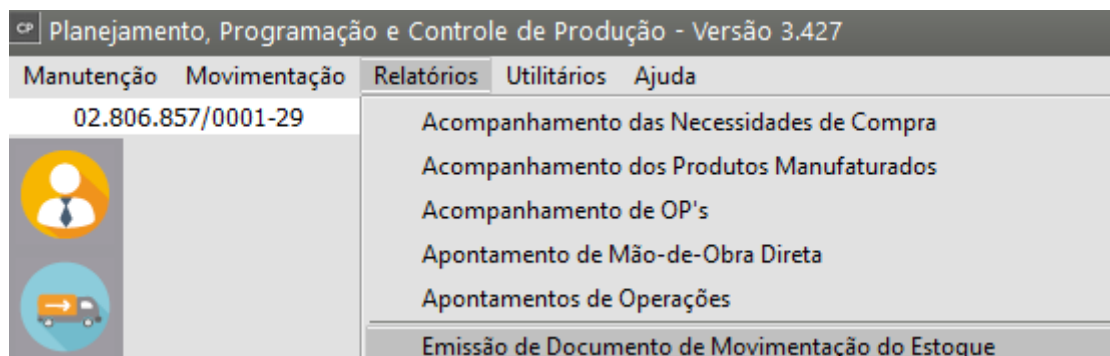 CP Planejamento, Programação e Controle de Produção - Versão 3.427
Manutenção Movimentação Relatórios Utilitários Ajuda
02.806.857/0001-29
Acompanhamento das Necessidades de Compra
Acompanhamento dos Produtos Manufaturados
Acompanhamento de OP's
Apontamento de Mão-de-Obra Direta
Apontamentos de Operações
Emissão de Documento de Movimentação do Estoque